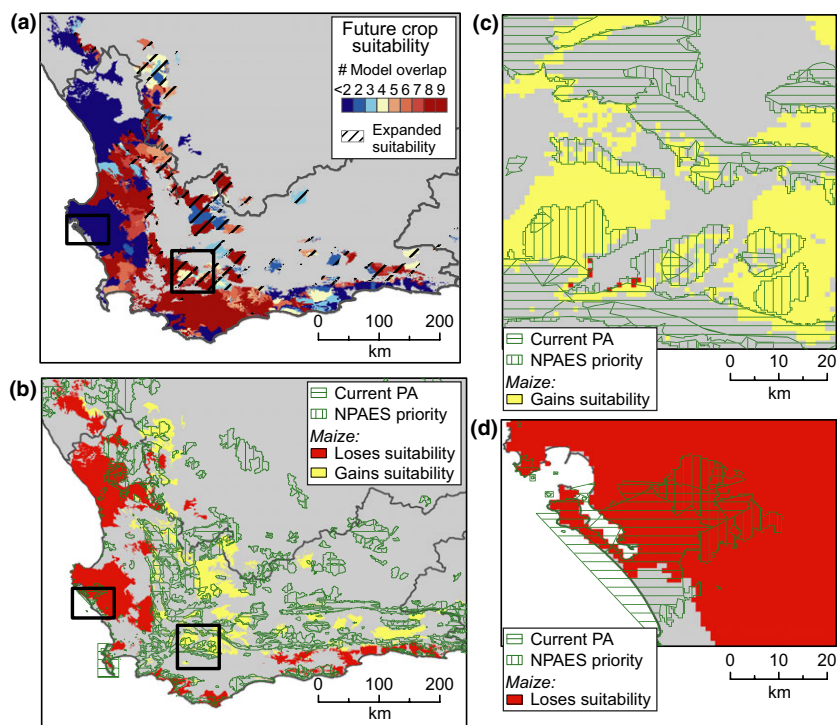 (a)
Future crop
suitability
# Model overlap
<2 2 3 4 5 6 7 8 9
Expanded
suitability
0 100 200
km
(b)
Current PA
NPAES priority
Maize:
Loses suitability
Gains suitability
0 100 200
km
(c)
Current PA
NPAES priority
Maize:
Gains suitability
0 10 20
km
(d)
Current PA
NPAES priority
Maize:
Loses suitability
0 10 20
km